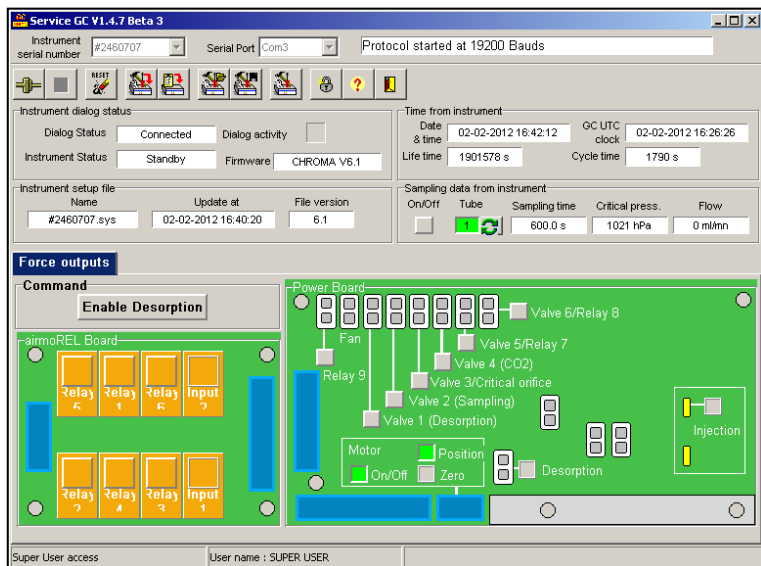 Service GC V1.4.7 Beta 3
Instrument serial number
#2460707
Serial Port
Com3
Protocol started at 19200 Bauds
RESET
?
Instrument dialog status
Dialog Status
Connected
Dialog activity
Instrument Status
Standby
Firmware
CHROMA V6.1
Time from instrument
Date & time
02-02-2012 16:42:12
GC UTC clock
02-02-2012 16:26:26
Life time
1901578 s
Cycle time
1790 s
Instrument setup file
Name
Update at
File version
#2460707.sys
02-02-2012 16:40:20
6.1
Sampling data from instrument
On/Off
Tube
Sampling time
Critical press.
Flow
1
600.0 s
1021 hPa
0 ml/mn
Force outputs
Command
Enable Desorption
airmoREL Board
Relay 5
Relay 1
Relay 6
Input 2
Relay 2
Relay 4
Relay 3
Input 1
Power Board
Fan
Valve 6/Relay 8
Valve 5/Relay 7
Relay 9
Valve 4 (CO2)
Valve 3/Critical orifice
Valve 2 (Sampling)
Valve 1 (Desorption)
Injection
Motor
Position
On/Off
Zero
Desorption
Super User access
User name : SUPER USER